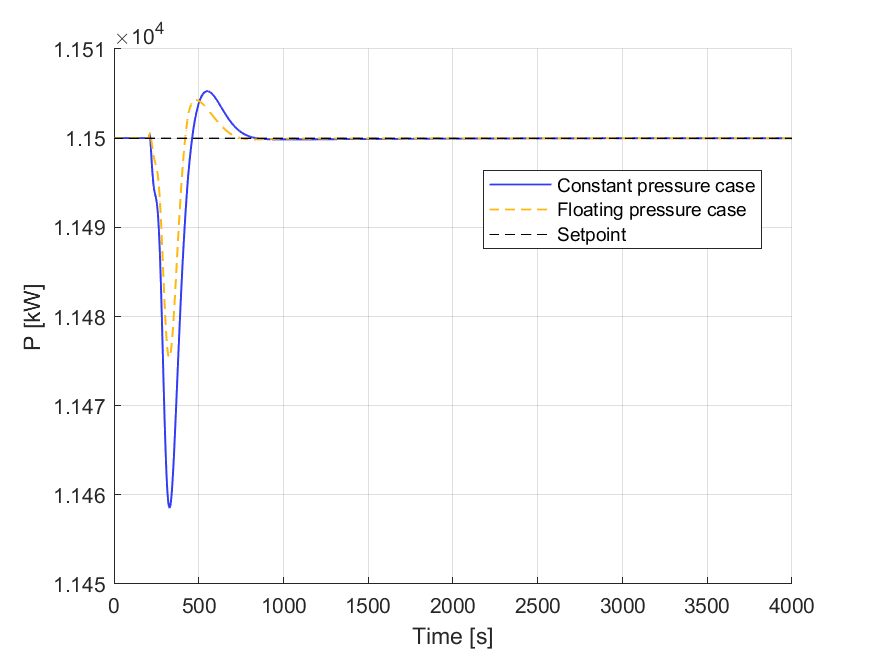 ×10⁴
1.151
1.15
1.149
1.148
1.147
1.146
1.145
P [kW]
Constant pressure case
Floating pressure case
Setpoint
0 500 1000 1500 2000 2500 3000 3500 4000
Time [s]